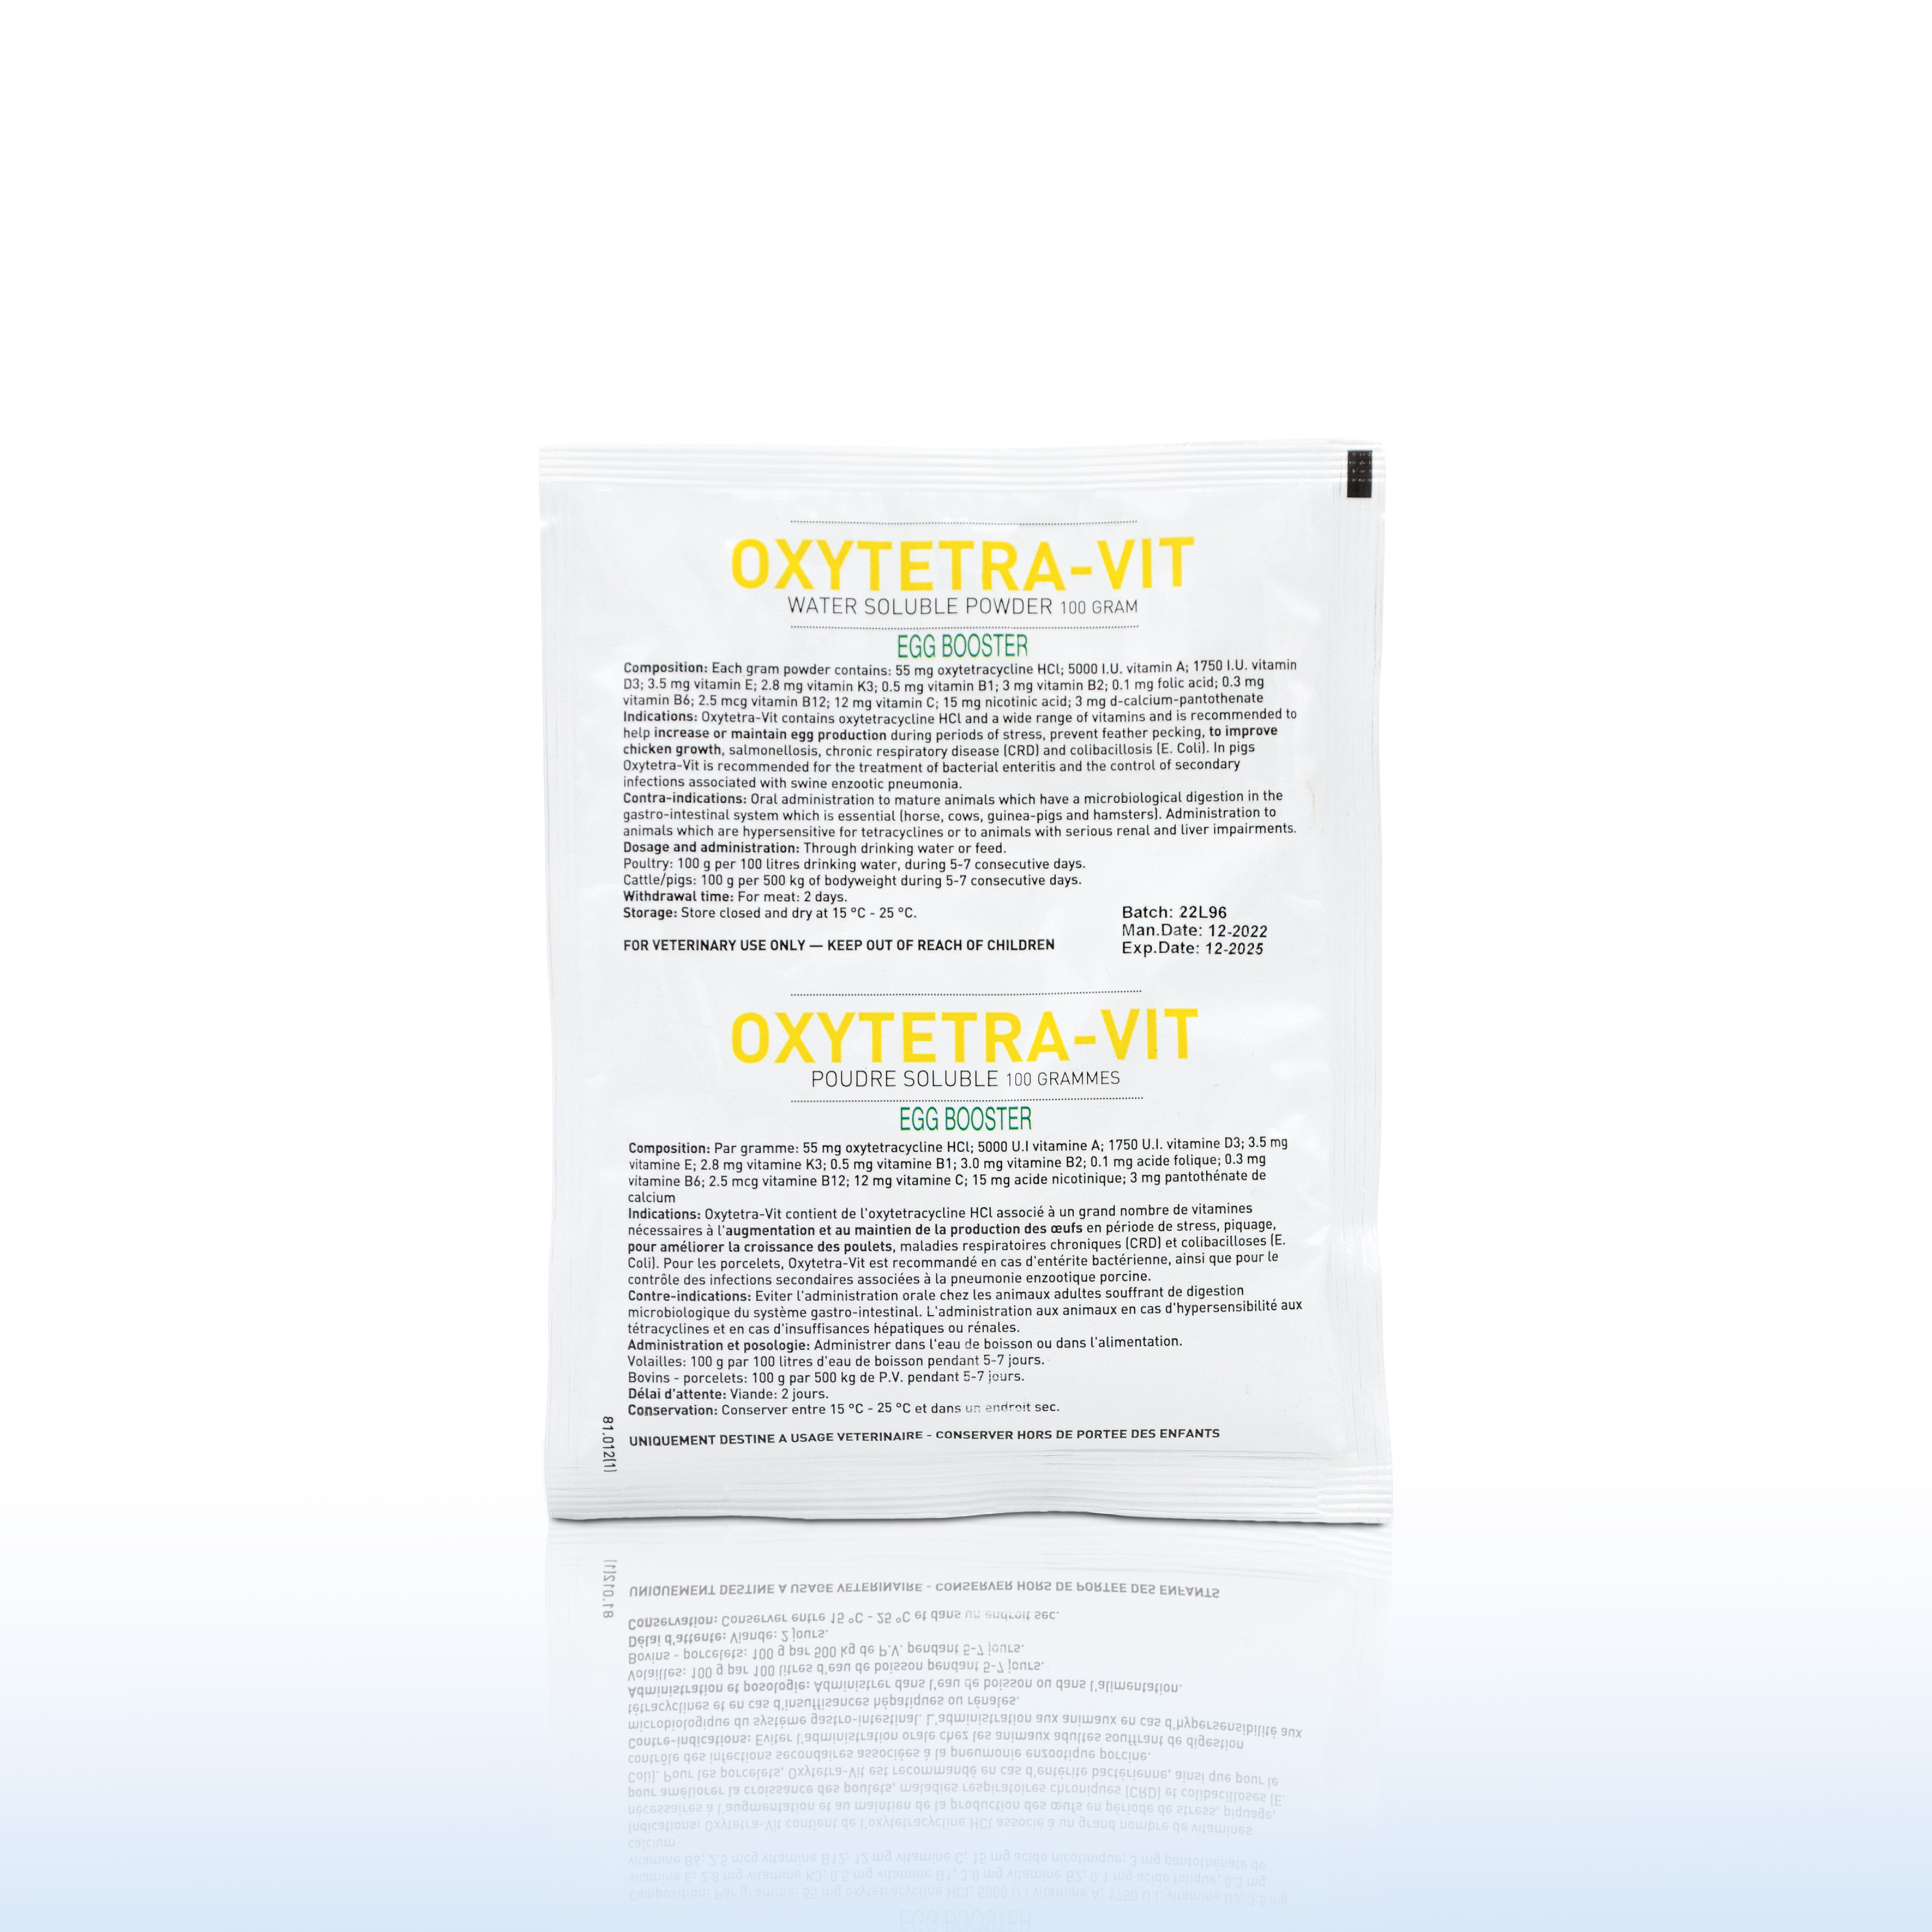 OXYTETRA-VIT
WATER SOLUBLE POWDER 100 GRAM
EGG BOOSTER
Composition: Each gram powder contains: 55 mg oxytetracycline HCl; 5000 I.U. vitamin A; 1750 I.U. vitamin
D3; 3.5 mg vitamin E; 2.8 mg vitamin K3; 0.5 mg vitamin B1; 3 mg vitamin B2; 0.1 mg folic acid; 0.3 mg
vitamin B6; 2.5 mcg vitamin B12; 12 mg vitamin C; 15 mg nicotinic acid; 3 mg d-calcium-pantothenate
Indications: Oxytetra-Vit contains oxytetracycline HCl and a wide range of vitamins and is recommended to
help increase or maintain egg production during periods of stress, prevent feather pecking, to improve
chicken growth, salmonellosis, chronic respiratory disease (CRD) and colibacillosis (E. Coli). In pigs
Oxytetra-Vit is recommended for the treatment of bacterial enteritis and the control of secondary
infections associated with swine enzootic pneumonia.
Contra-indications: Oral administration to mature animals which have a microbiological digestion in the
gastro-intestinal system which is essential (horse, cows, guinea-pigs and hamsters). Administration to
animals which are hypersensitive for tetracyclines or to animals with serious renal and liver impairments.
Dosage and administration: Through drinking water or feed.
Poultry: 100 g per 100 litres drinking water, during 5-7 consecutive days.
Cattle/pigs: 100 g per 500 kg of bodyweight during 5-7 consecutive days.
Withdrawal time: For meat: 2 days.
Storage: Store closed and dry at 15 °C - 25 °C.
FOR VETERINARY USE ONLY — KEEP OUT OF REACH OF CHILDREN
Batch: 22L96
Man.Date: 12-2022
Exp.Date: 12-2025
OXYTETRA-VIT
POUDRE SOLUBLE 100 GRAMMES
EGG BOOSTER
Composition: Par gramme: 55 mg oxytetracycline HCl; 5000 U.I vitamine A; 1750 U.I. vitamine D3; 3.5 mg
vitamine E; 2.8 mg vitamine K3; 0.5 mg vitamine B1; 3.0 mg vitamine B2; 0.1 mg acide folique; 0.3 mg
vitamine B6; 2.5 mcg vitamine B12; 12 mg vitamine C; 15 mg acide nicotinique; 3 mg pantothénate de
calcium
Indications: Oxytetra-Vit contient de l'oxytetracycline HCl associé à un grand nombre de vitamines
nécessaires à l'augmentation et au maintien de la production des œufs en période de stress, piquage,
pour améliorer la croissance des poulets, maladies respiratoires chroniques (CRD) et colibacilloses (E.
Coli). Pour les porcelets, Oxytetra-Vit est recommandé en cas d'entérite bactérienne, ainsi que pour le
contrôle des infections secondaires associées à la pneumonie enzootique porcine.
Contre-indications: Eviter l'administration orale chez les animaux adultes souffrant de digestion
microbiologique du système gastro-intestinal. L'administration aux animaux en cas d'hypersensibilité aux
tétracyclines et en cas d'insuffisances hépatiques ou rénales.
Administration et posologie: Administrer dans l'eau de boisson ou dans l'alimentation.
Volailles: 100 g par 100 litres d'eau de boisson pendant 5-7 jours.
Bovins - porcelets: 100 g par 500 kg de P.V. pendant 5-7 jours.
Délai d'attente: Viande: 2 jours.
Conservation: Conserver entre 15 °C - 25 °C et dans un endroit sec.
UNIQUEMENT DESTINE A USAGE VETERINAIRE - CONSERVER HORS DE PORTEE DES ENFANTS
81.012(1)